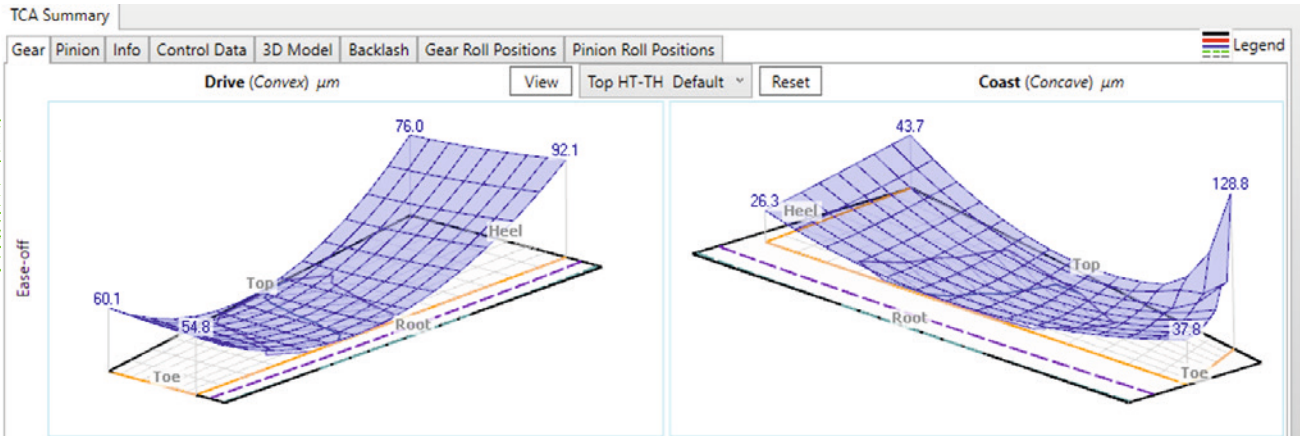 TCA Summary
Gear Pinion Info Control Data 3D Model Backlash Gear Roll Positions Pinion Roll Positions
Legend
Drive (Convex) μm
View Top HT-TH Default Reset
Coast (Concave) μm
Ease-off
76.0
92.1
Heel
Top
60.1
54.8
Root
Toe
43.7
128.8
26.3
Heel
Top
Root
37.8
Toe